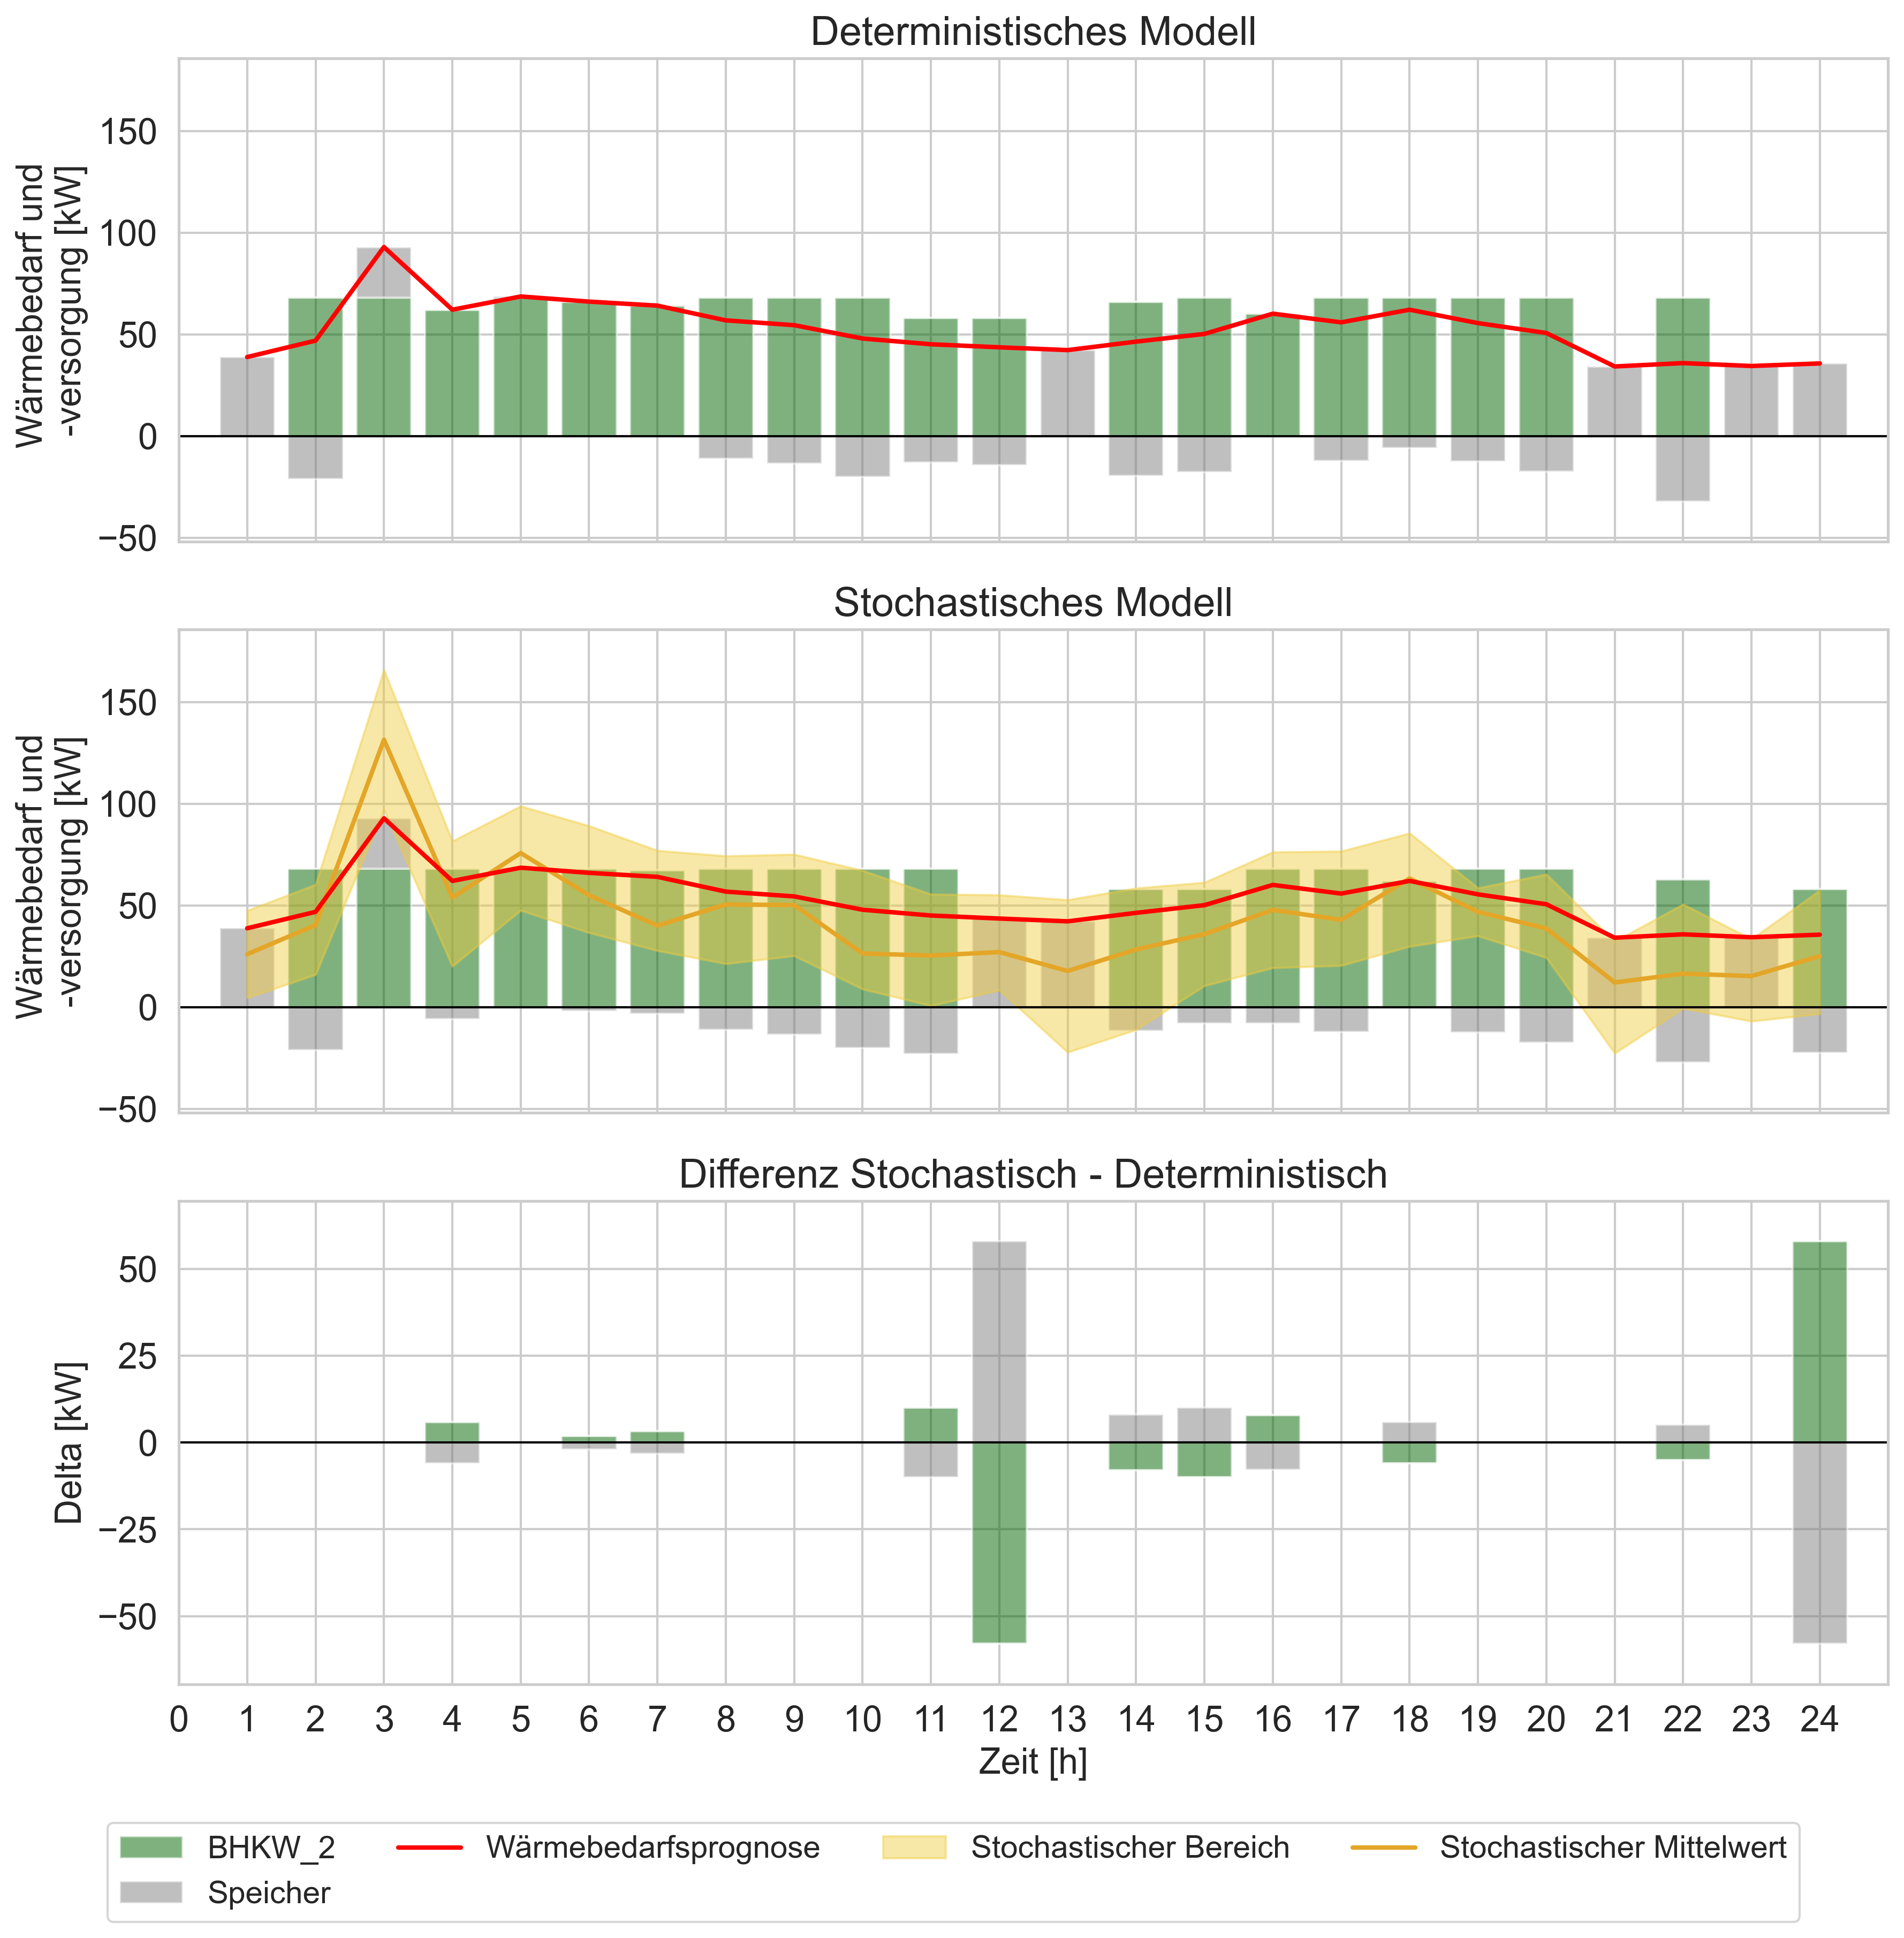 Deterministisches Modell
Wärmebedarf und
-versorgung [kW]
150
100
50
0
−50
Stochastisches Modell
Wärmebedarf und
-versorgung [kW]
150
100
50
0
−50
Differenz Stochastisch - Deterministisch
Delta [kW]
50
25
0
−25
−50
0 1 2 3 4 5 6 7 8 9 10 11 12 13 14 15 16 17 18 19 20 21 22 23 24
Zeit [h]
BHKW_2 Wärmebedarfsprognose Stochastischer Bereich Stochastischer Mittelwert
Speicher